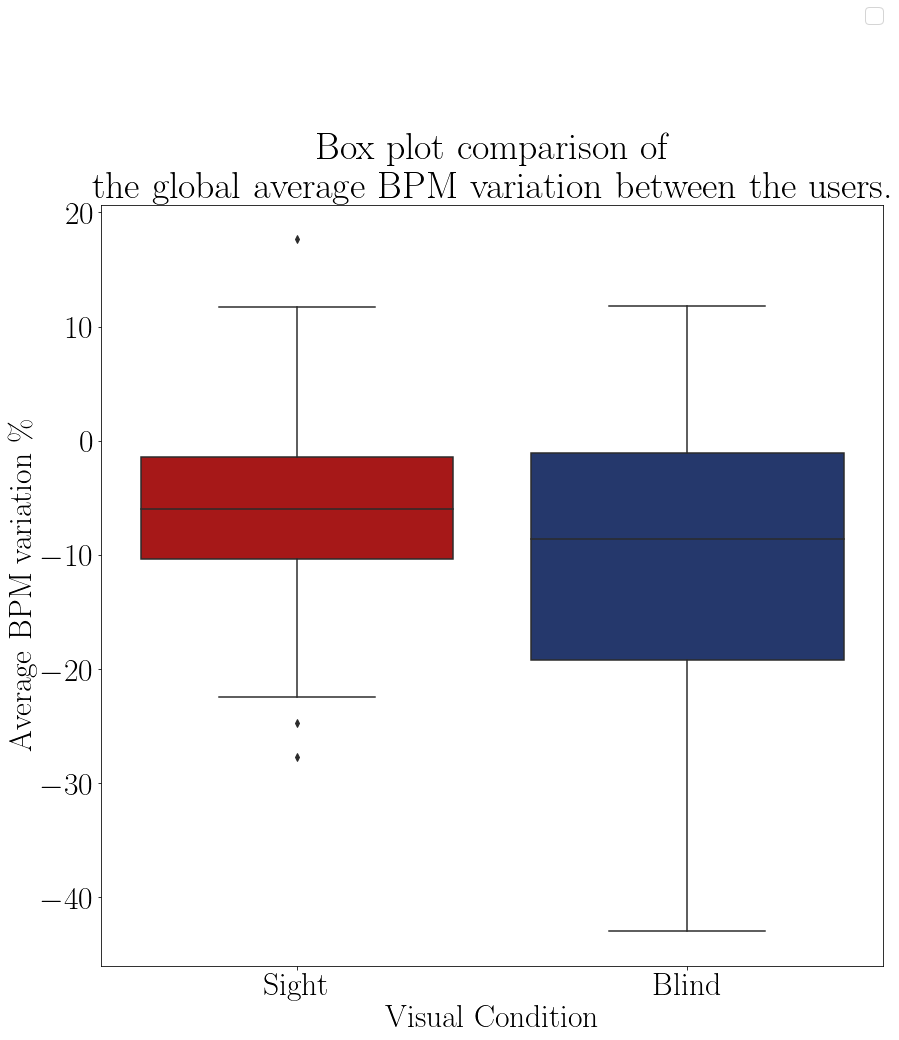 Box plot comparison of
the global average BPM variation between the users.
Average BPM variation %
20
10
0
−10
−20
−30
−40
Sight
Blind
Visual Condition